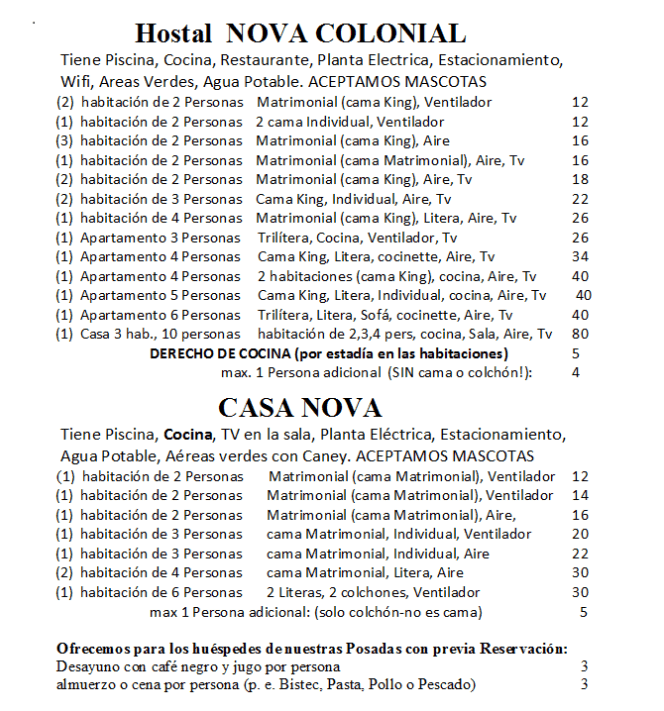 Hostal NOVA COLONIAL
Tiene Piscina, Cocina, Restaurante, Planta Electrica, Estacionamiento,
Wifi, Areas Verdes, Agua Potable. ACEPTAMOS MASCOTAS
(2) habitación de 2 Personas Matrimonial (cama King), Ventilador 12
(1) habitación de 2 Personas 2 cama Individual, Ventilador 12
(3) habitación de 2 Personas Matrimonial (cama King), Aire 16
(1) habitación de 2 Personas Matrimonial (cama Matrimonial), Aire, Tv 16
(2) habitación de 2 Personas Matrimonial (cama King), Aire, Tv 18
(2) habitación de 3 Personas Cama King, Individual, Aire, Tv 22
(1) habitación de 4 Personas Matrimonial (cama King), Litera, Aire, Tv 26
(1) Apartamento 3 Personas Trilítera, Cocina, Ventilador, Tv 26
(1) Apartamento 4 Personas Cama King, Litera, cocinette, Aire, Tv 34
(1) Apartamento 4 Personas 2 habitaciones (cama King), cocina, Aire, Tv 40
(1) Apartamento 5 Personas Cama King, Litera, Individual, cocina, Aire, Tv 40
(1) Apartamento 6 Personas Trilítera, Litera, Sofá, cocinette, Aire, Tv 40
(1) Casa 3 hab., 10 personas habitación de 2,3,4 pers, cocina, Sala, Aire, Tv 80
DERECHO DE COCINA (por estadía en las habitaciones) 5
max. 1 Persona adicional (SIN cama o colchón!): 4
CASA NOVA
Tiene Piscina, Cocina, TV en la sala, Planta Eléctrica, Estacionamiento,
Agua Potable, Aéreas verdes con Caney. ACEPTAMOS MASCOTAS
(1) habitación de 2 Personas Matrimonial (cama Matrimonial), Ventilador 12
(1) habitación de 2 Personas Matrimonial (cama Matrimonial), Ventilador 14
(1) habitación de 2 Personas Matrimonial (cama Matrimonial), Aire, 16
(1) habitación de 3 Personas cama Matrimonial, Individual, Ventilador 20
(1) habitación de 3 Personas cama Matrimonial, Individual, Aire 22
(2) habitación de 4 Personas cama Matrimonial, Litera, Aire 30
(1) habitación de 6 Personas 2 Literas, 2 colchones, Ventilador 30
max 1 Persona adicional: (solo colchón-no es cama) 5
Ofrecemos para los huéspedes de nuestras Posadas con previa Reservación:
Desayuno con café negro y jugo por persona 3
almuerzo o cena por persona (p. e. Bistec, Pasta, Pollo o Pescado) 3